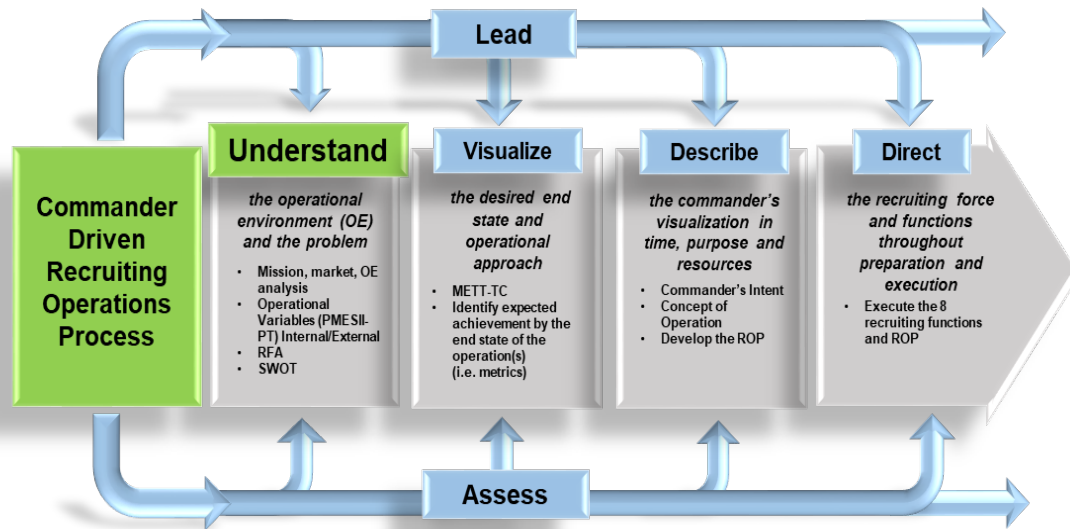 Lead
Commander
Driven
Recruiting
Operations
Process
Understand
the operational
environment (OE)
and the problem
• Mission, market, OE
analysis
• Operational
Variables (PMESII-
PT) Internal/External
• RFA
• SWOT
Visualize
the desired end
state and
operational
approach
• METT-TC
• Identify expected
achievement by the
end state of the
operation(s)
(i.e. metrics)
Describe
the commander's
visualization in
time, purpose and
resources
• Commander's Intent
• Concept of
Operation
• Develop the ROP
Direct
the recruiting force
and functions
throughout
preparation and
execution
• Execute the 8
recruiting functions
and ROP
Assess